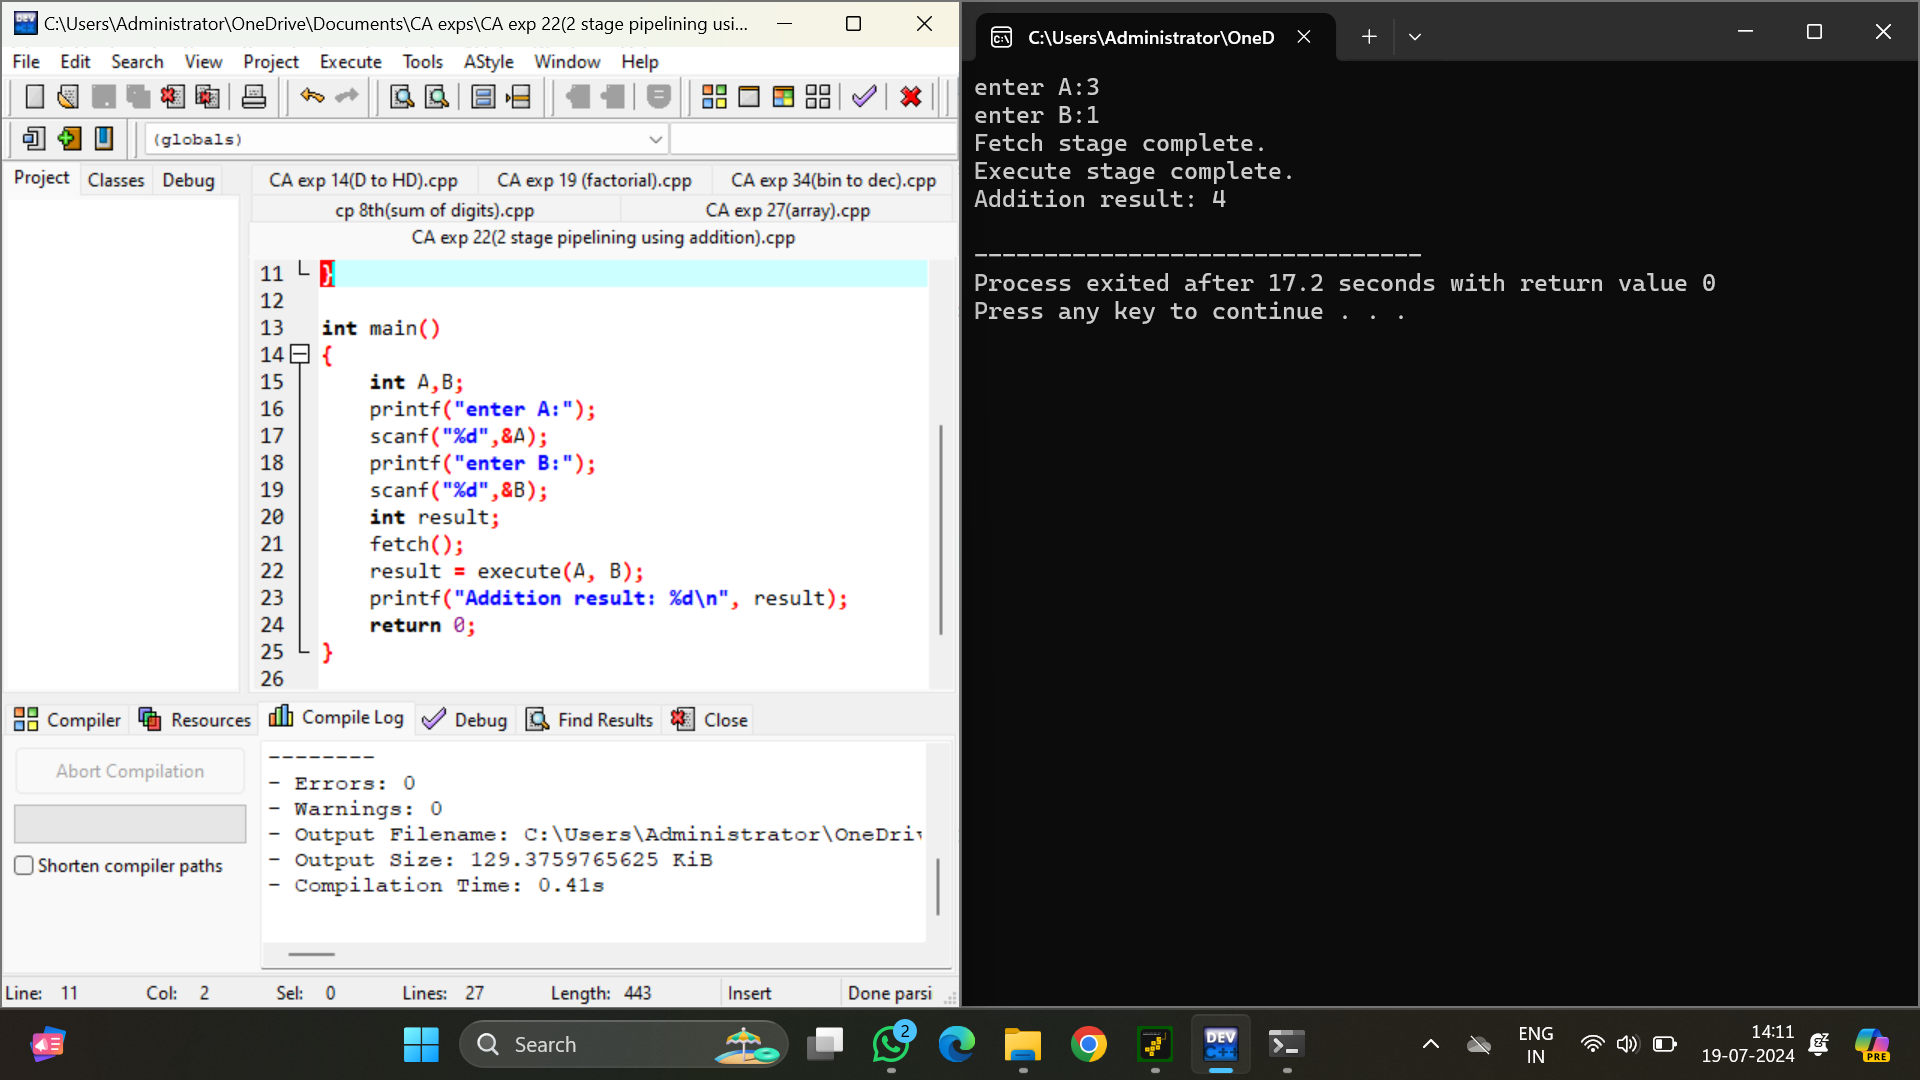 C:\Users\Administrator\OneDrive\Documents\CA exps\CA exp 22(2 stage pipelining usi...
File Edit Search View Project Execute Tools AStyle Window Help
(globals)
Project Classes Debug
CA exp 14(D to HD).cpp CA exp 19 (factorial).cpp CA exp 34(bin to dec).cpp
cp 8th(sum of digits).cpp CA exp 27(array).cpp
CA exp 22(2 stage pipelining using addition).cpp
11 }
12
13 int main()
14 {
15 int A,B;
16 printf("enter A:");
17 scanf("%d",&A);
18 printf("enter B:");
19 scanf("%d",&B);
20 int result;
21 fetch();
22 result = execute(A, B);
23 printf("Addition result: %d\n", result);
24 return 0;
25 }
26
Compiler Resources Compile Log Debug Find Results Close
Abort Compilation
Shorten compiler paths
--------
- Errors: 0
- Warnings: 0
- Output Filename: C:\Users\Administrator\OneDriv
- Output Size: 129.3759765625 KiB
- Compilation Time: 0.41s
Line: 11 Col: 2 Sel: 0 Lines: 27 Length: 443 Insert Done parsi
C:\Users\Administrator\OneD
enter A:3
enter B:1
Fetch stage complete.
Execute stage complete.
Addition result: 4
--------------------------------
Process exited after 17.2 seconds with return value 0
Press any key to continue . . .
Search
2
DEV
C++
ENG
IN
14:11
19-07-2024
PRE